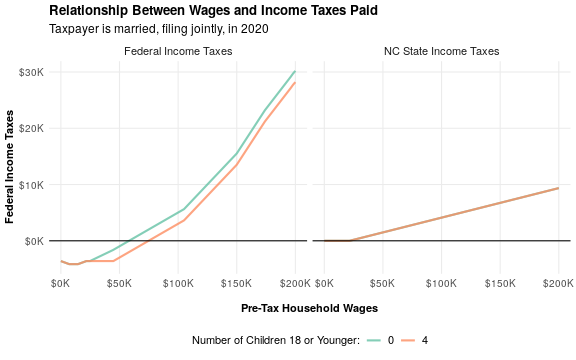 Relationship Between Wages and Income Taxes Paid
Taxpayer is married, filing jointly, in 2020
Federal Income Taxes
NC State Income Taxes
Federal Income Taxes
$30K
$20K
$10K
$0K
$0K $50K $100K $150K $200K
$0K $50K $100K $150K $200K
Pre-Tax Household Wages
Number of Children 18 or Younger: 0 4